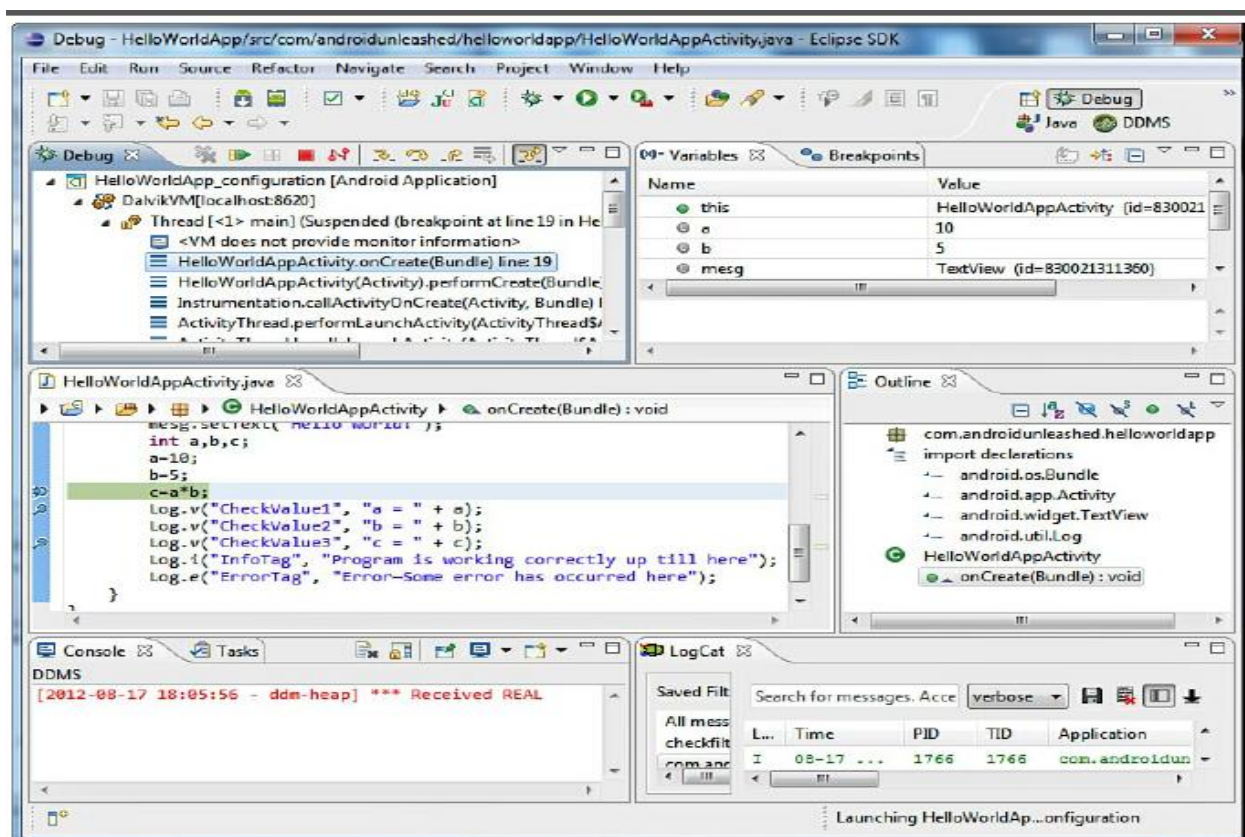 Debug - HelloWorldApp/src/com/androidunleashed/helloworldapp/HelloWorldAppActivity.java - Eclipse SDK
File Edit Run Source Refactor Navigate Search Project Window Help
Debug
Java DDMS
Debug
HelloWorldApp_configuration [Android Application]
DalvikVM[localhost:8620]
Thread [<1> main] (Suspended (breakpoint at line 19 in He
<VM does not provide monitor information>
HelloWorldAppActivity.onCreate(Bundle) line: 19
HelloWorldAppActivity(Activity).performCreate(Bundle)
Instrumentation.callActivityOnCreate(Activity, Bundle) l
ActivityThread.performLaunchActivity(ActivityThread$A
Variables Breakpoints
Name Value
this HelloWorldAppActivity (id=830021
a 10
b 5
mesg TextView (id=830021311360)
HelloWorldAppActivity.java
HelloWorldAppActivity onCreate(Bundle) : void
mesg.setText("Hello World!");
int a,b,c;
a=10;
b=5;
c=a*b;
Log.v("CheckValue1", "a = " + a);
Log.v("CheckValue2", "b = " + b);
Log.v("CheckValue3", "c = " + c);
Log.i("InfoTag", "Program is working correctly up till here");
Log.e("ErrorTag", "Error—Some error has occurred here");
}
}
Outline
com.androidunleashed.helloworldapp
import declarations
android.os.Bundle
android.app.Activity
android.widget.TextView
android.util.Log
HelloWorldAppActivity
onCreate(Bundle) : void
Console Tasks
DDMS
[2012-08-17 18:05:56 - ddm-heap] *** Received REAL
LogCat
Saved Filt
All mess
checkfilt
com.anc
Search for messages. Acce verbose
L... Time PID TID Application
I 08-17 ... 1766 1766 com.androidun
Launching HelloWorldAp...onfiguration